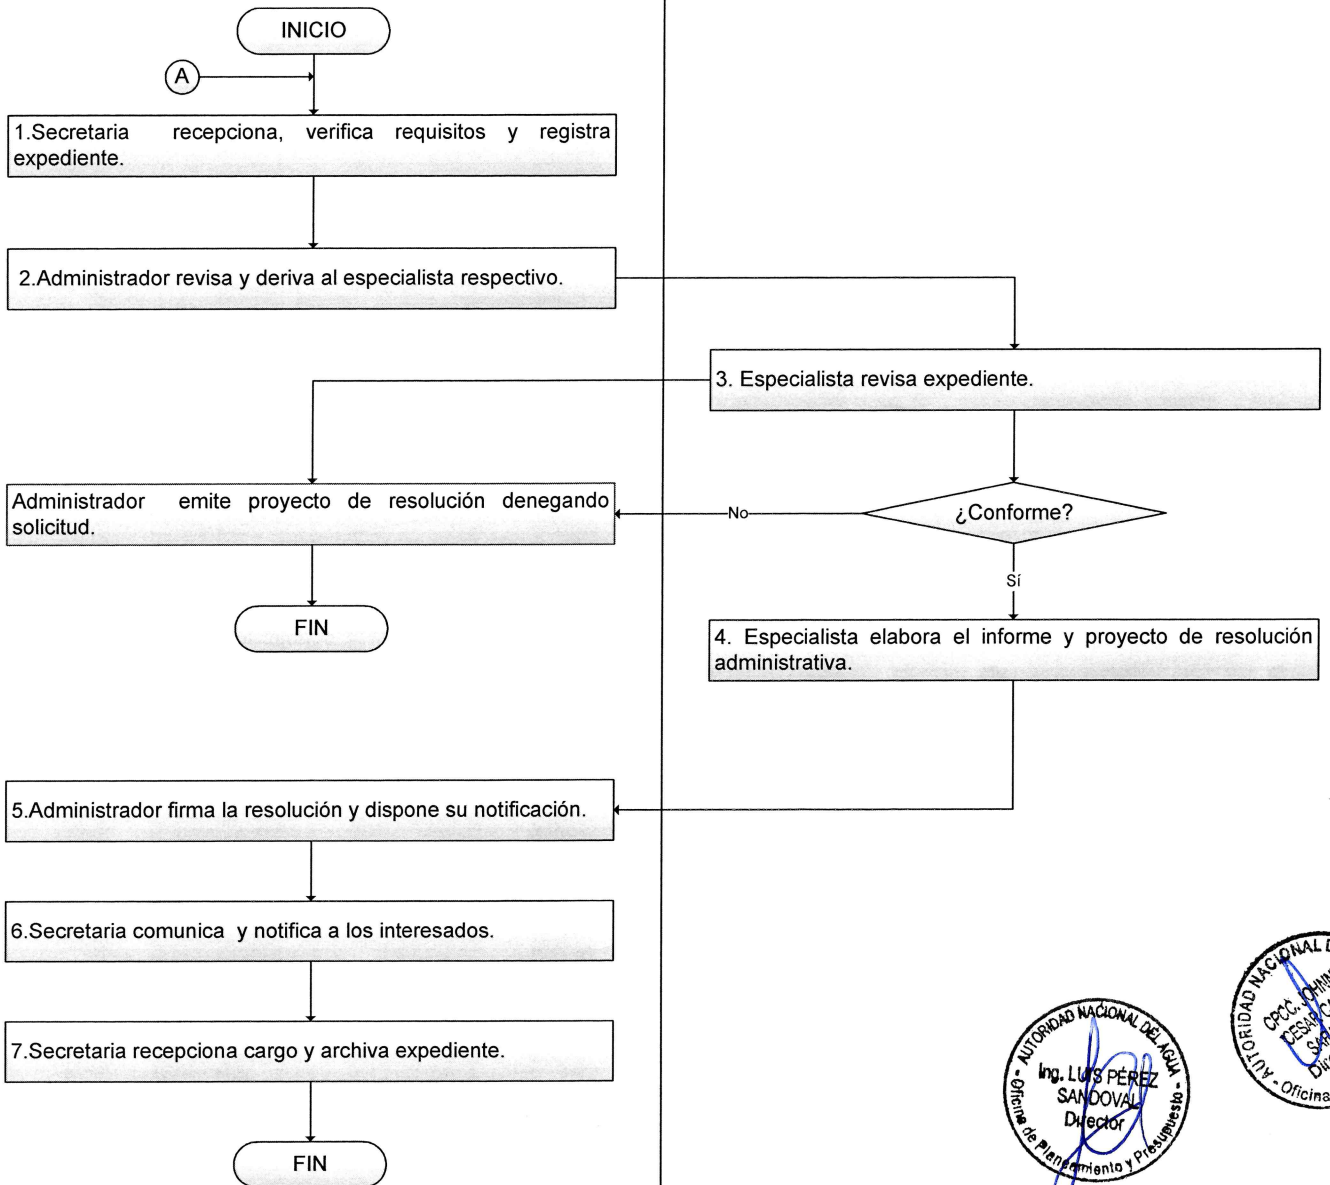 INICIO
A
1.Secretaria recepciona, verifica requisitos y registra
expediente.
2.Administrador revisa y deriva al especialista respectivo.
3. Especialista revisa expediente.
Administrador emite proyecto de resolución denegando
solicitud.
No
¿Conforme?
Sí
FIN
4. Especialista elabora el informe y proyecto de resolución
administrativa.
5.Administrador firma la resolución y dispone su notificación.
6.Secretaria comunica y notifica a los interesados.
7.Secretaria recepciona cargo y archiva expediente.
FIN
AUTORIDAD NACIONAL DEL AGUA
Ing. LUIS PÉREZ
SANDOVAL
Director
Oficina de Planeamiento y Presupuesto
AUTORIDAD NACIONAL
CPCC.
Oficina